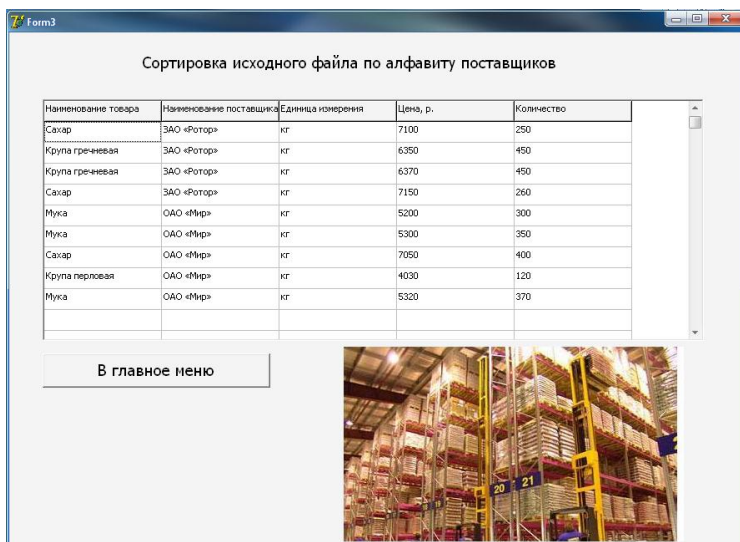 Form3
Сортировка исходного файла по алфавиту поставщиков
Наименование товара Наименование поставщика Единица измерения Цена, р. Количество
Сахар ЗАО «Ротор» кг 7100 250
Крупа гречневая ЗАО «Ротор» кг 6350 450
Крупа гречневая ЗАО «Ротор» кг 6370 450
Сахар ЗАО «Ротор» кг 7150 260
Мука ОАО «Мир» кг 5200 300
Мука ОАО «Мир» кг 5300 350
Сахар ОАО «Мир» кг 7050 400
Крупа перловая ОАО «Мир» кг 4030 120
Мука ОАО «Мир» кг 5320 370
В главное меню
20 21